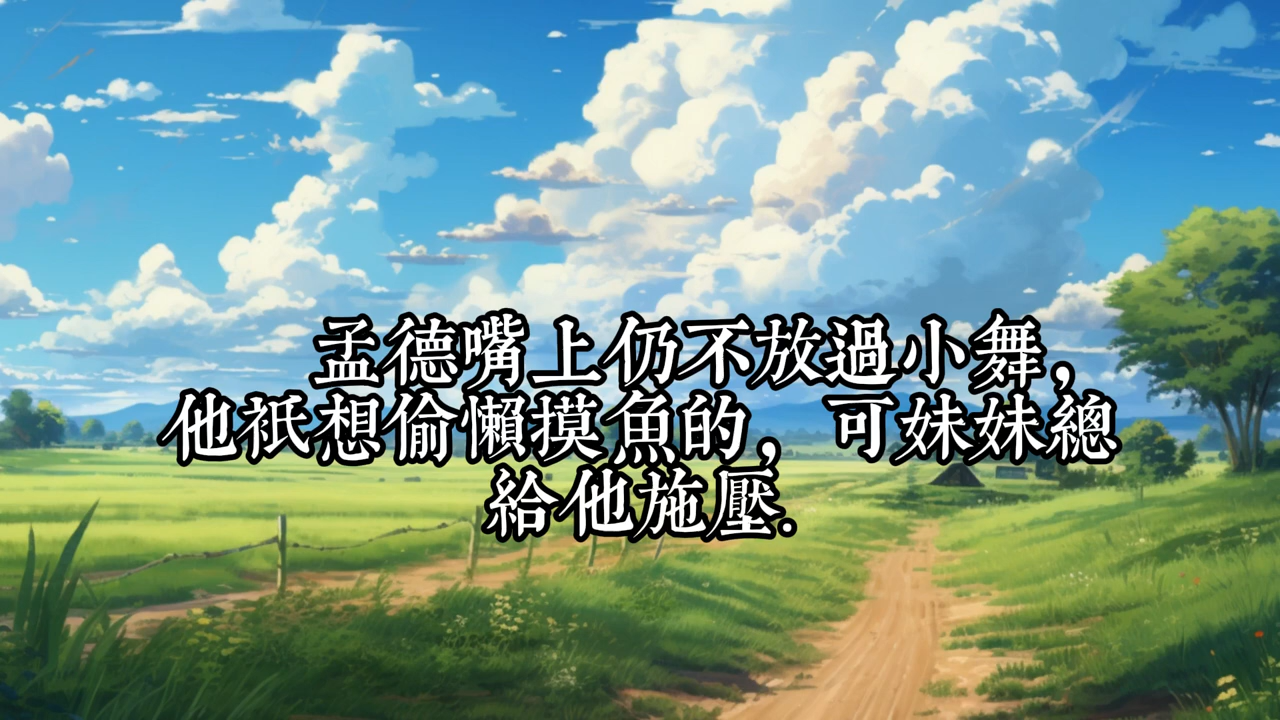 孟德嘴上仍不放過小舞，
他祇想偷懶摸魚的，可妹妹總
給他施壓.